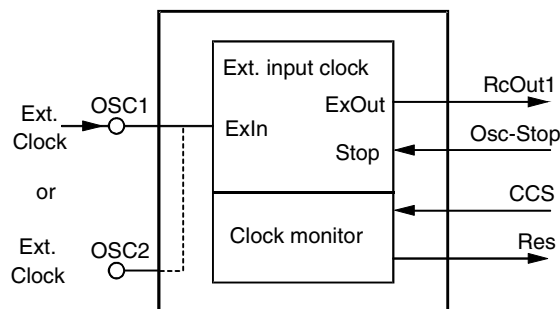 Ext.
Clock
OSC1
or
Ext.
Clock
OSC2
Ext. input clock
ExOut
ExIn
Stop
Clock monitor
RcOut1
Osc-Stop
CCS
Res